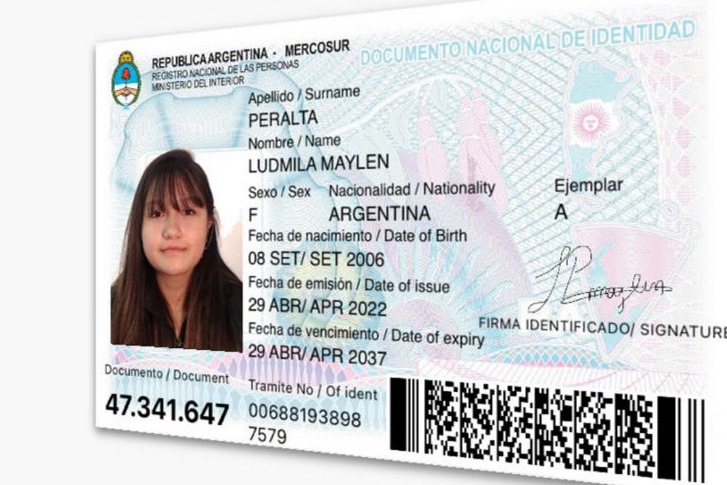 REPUBLICA ARGENTINA - MERCOSUR
REGISTRO NACIONAL DE LAS PERSONAS
MINISTERIO DEL INTERIOR
DOCUMENTO NACIONAL DE IDENTIDAD
Apellido / Surname
PERALTA
Nombre / Name
LUDMILA MAYLEN
Sexo / Sex Nacionalidad / Nationality
F ARGENTINA
Ejemplar
A
Fecha de nacimiento / Date of Birth
08 SET/ SET 2006
Fecha de emisión / Date of issue
29 ABR/ APR 2022
Fecha de vencimiento / Date of expiry
29 ABR/ APR 2037
FIRMA IDENTIFICADO/ SIGNATURE
Documento / Document
47.341.647
Tramite No / Of ident
00688193898
7579